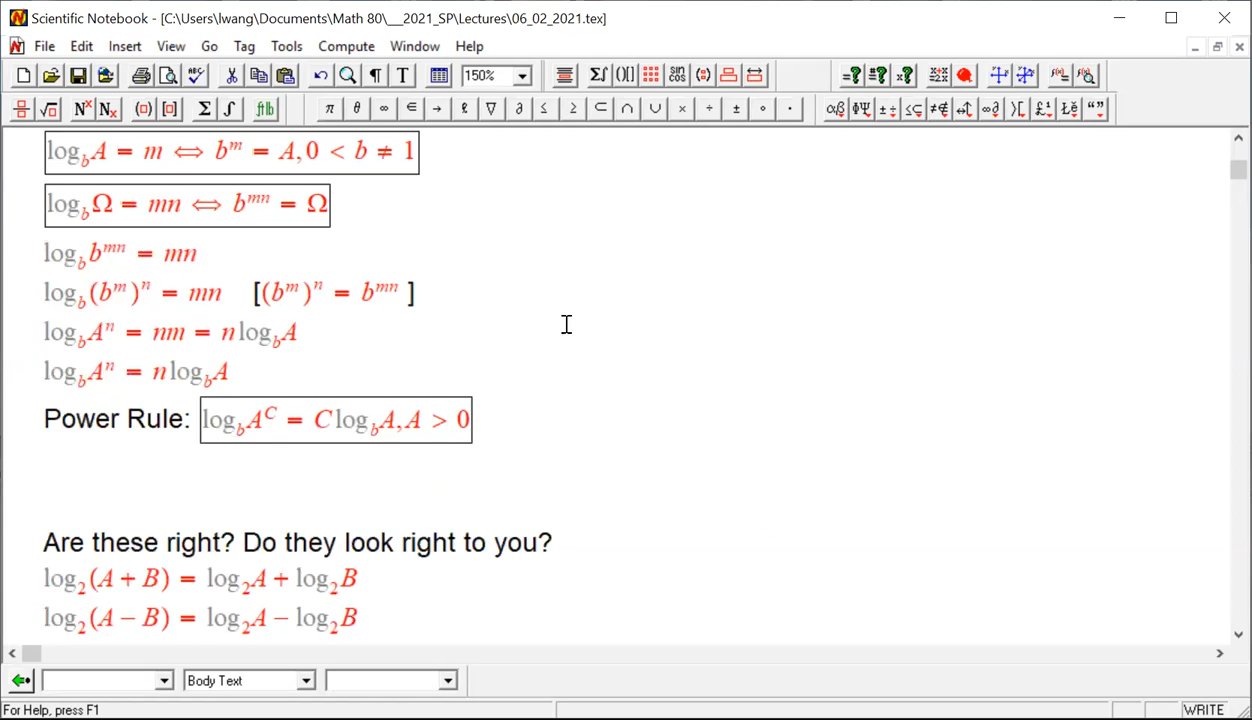 Scientific Notebook - [C:\Users\lwang\Documents\Math 80\__2021_SP\Lectures\06_02_2021.tex]
File Edit Insert View Go Tag Tools Compute Window Help
150%
log_b A = m ⟺ b^m = A, 0 < b ≠ 1
log_b Ω = mn ⟺ b^{mn} = Ω
log_b b^{mn} = mn
log_b (b^m)^n = mn [(b^m)^n = b^{mn} ]
log_b A^n = nm = n log_b A
log_b A^n = n log_b A
Power Rule: log_b A^C = C log_b A, A > 0
Are these right? Do they look right to you?
log_2 (A + B) = log_2 A + log_2 B
log_2 (A − B) = log_2 A − log_2 B
Body Text
For Help, press F1 WRITE